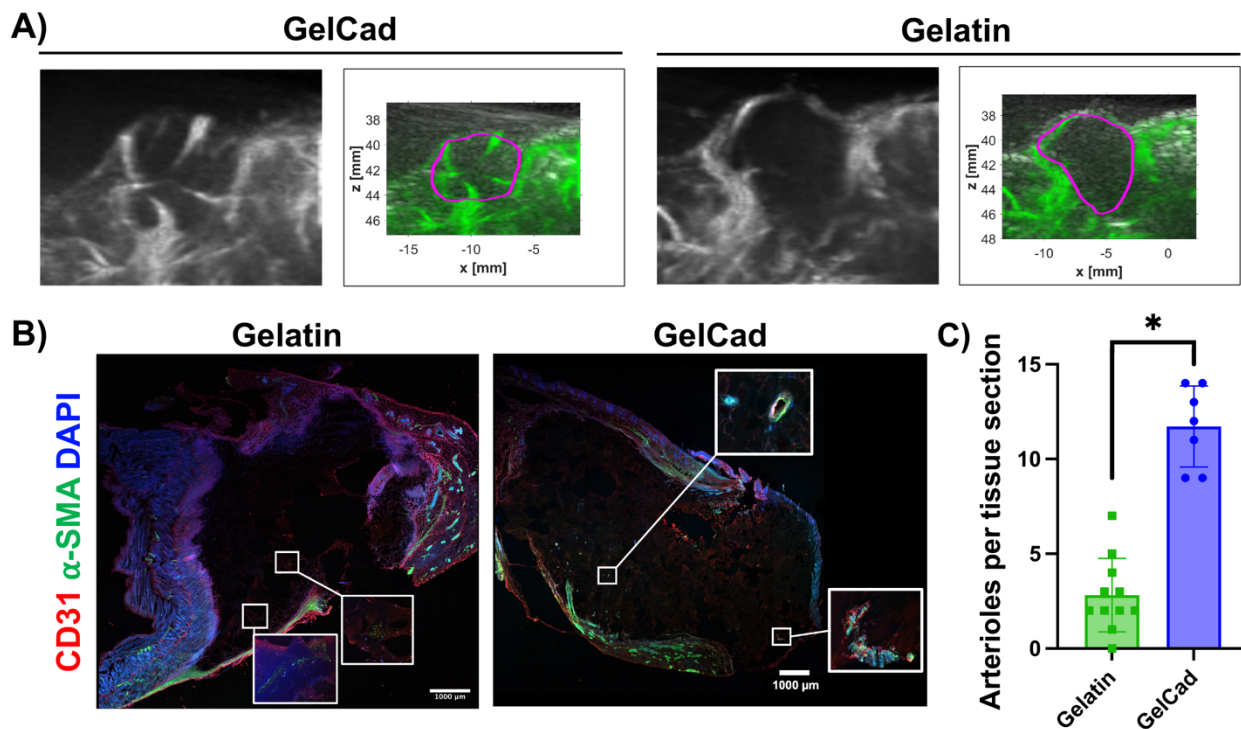 A)
GelCad
Gelatin
38
40
42
44
46
z [mm]
-15
-10
-5
x [mm]
38
40
42
44
46
48
z [mm]
-10
-5
0
x [mm]
B)
Gelatin
GelCad
CD31 α-SMA DAPI
1000 µm
1000 µm
C)
*
Arterioles per tissue section
15
10
5
0
Gelatin
GelCad